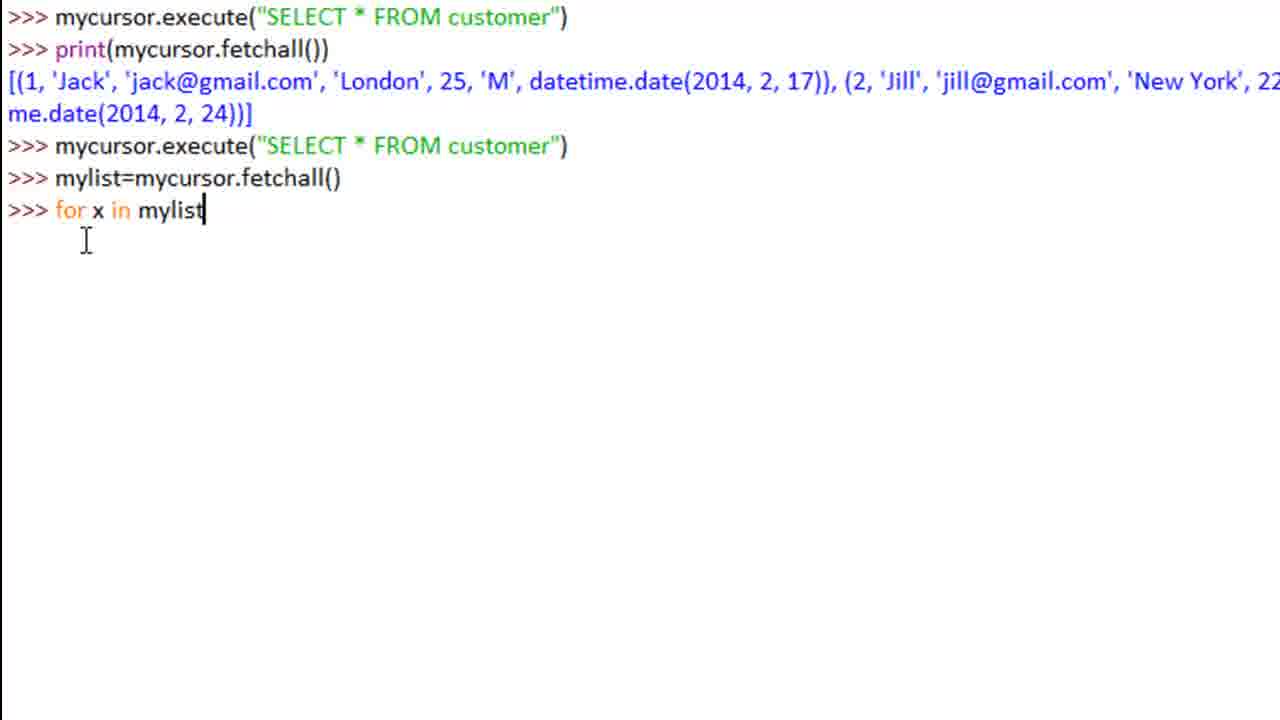 >>> mycursor.execute("SELECT * FROM customer")
>>> print(mycursor.fetchall())
[(1, 'Jack', 'jack@gmail.com', 'London', 25, 'M', datetime.date(2014, 2, 17)), (2, 'Jill', 'jill@gmail.com', 'New York', 22
me.date(2014, 2, 24))]
>>> mycursor.execute("SELECT * FROM customer")
>>> mylist=mycursor.fetchall()
>>> for x in mylist